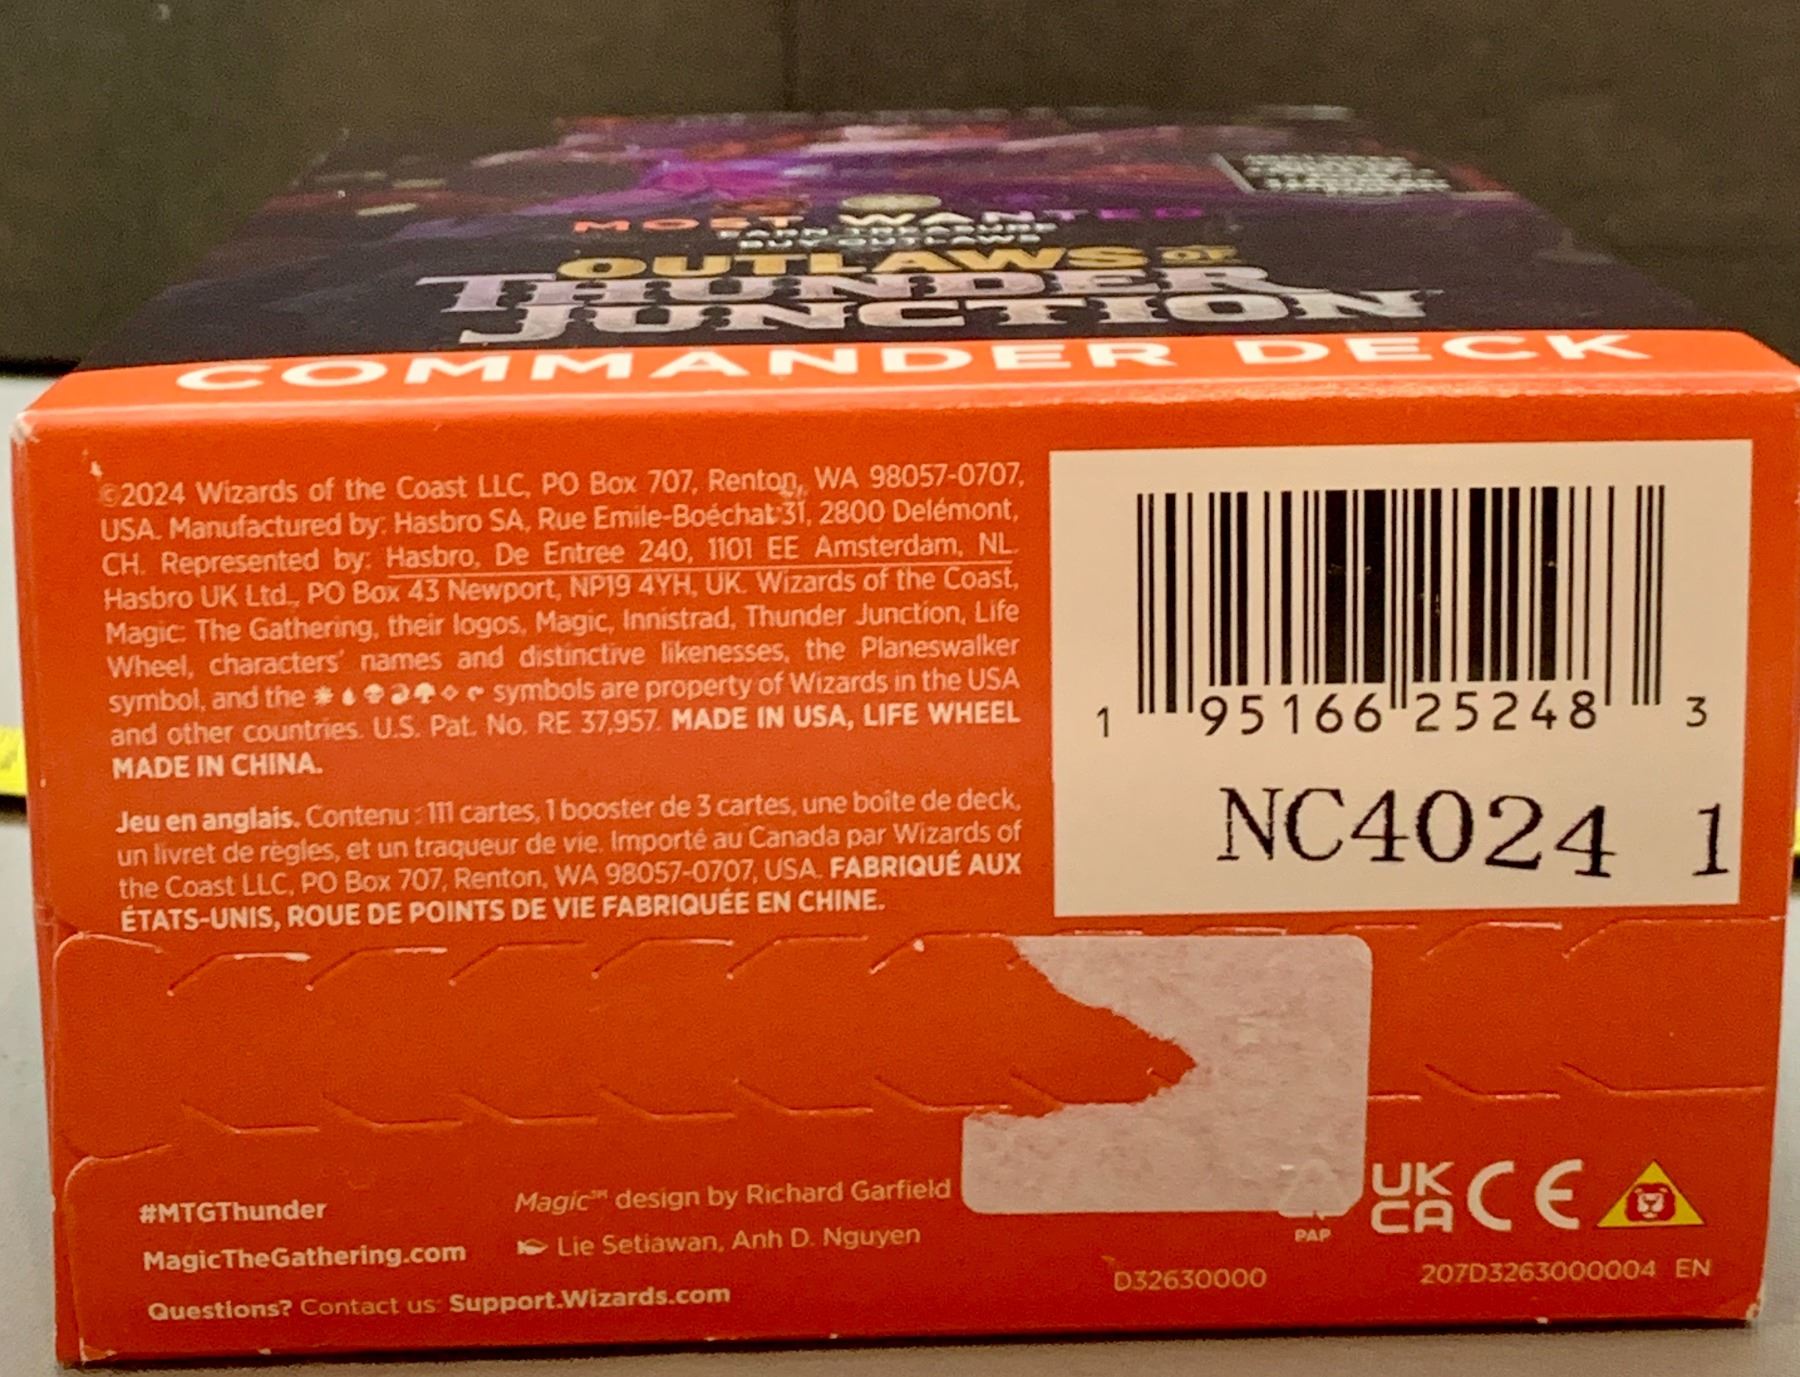 MOST WANTED
EARN TREASURE
BUY OUTLAWS
OUTLAWS OF
THUNDER
JUNCTION
COMMANDER DECK
©2024 Wizards of the Coast LLC, PO Box 707, Renton, WA 98057-0707,
USA. Manufactured by: Hasbro SA, Rue Emile-Boéchat 31, 2800 Delémont,
CH. Represented by: Hasbro, De Entree 240, 1101 EE Amsterdam, NL.
Hasbro UK Ltd., PO Box 43 Newport, NP19 4YH, UK. Wizards of the Coast,
Magic: The Gathering, their logos, Magic, Innistrad, Thunder Junction, Life
Wheel, characters' names and distinctive likenesses, the Planeswalker
symbol, and the symbols are property of Wizards in the USA
and other countries. U.S. Pat. No. RE 37,957. MADE IN USA, LIFE WHEEL
MADE IN CHINA.
Jeu en anglais. Contenu : 111 cartes, 1 booster de 3 cartes, une boîte de deck,
un livret de règles, et un traqueur de vie. Importé au Canada par Wizards of
the Coast LLC, PO Box 707, Renton, WA 98057-0707, USA. FABRIQUÉ AUX
ÉTATS-UNIS, ROUE DE POINTS DE VIE FABRIQUÉE EN CHINE.
1 95166 25248 3
NC4024 1
#MTGThunder
MagicTheGathering.com
Questions? Contact us: Support.Wizards.com
Magic™ design by Richard Garfield
Lie Setiawan, Anh D. Nguyen
PAP
UK
CA CE
D32630000
207D3263000004 EN